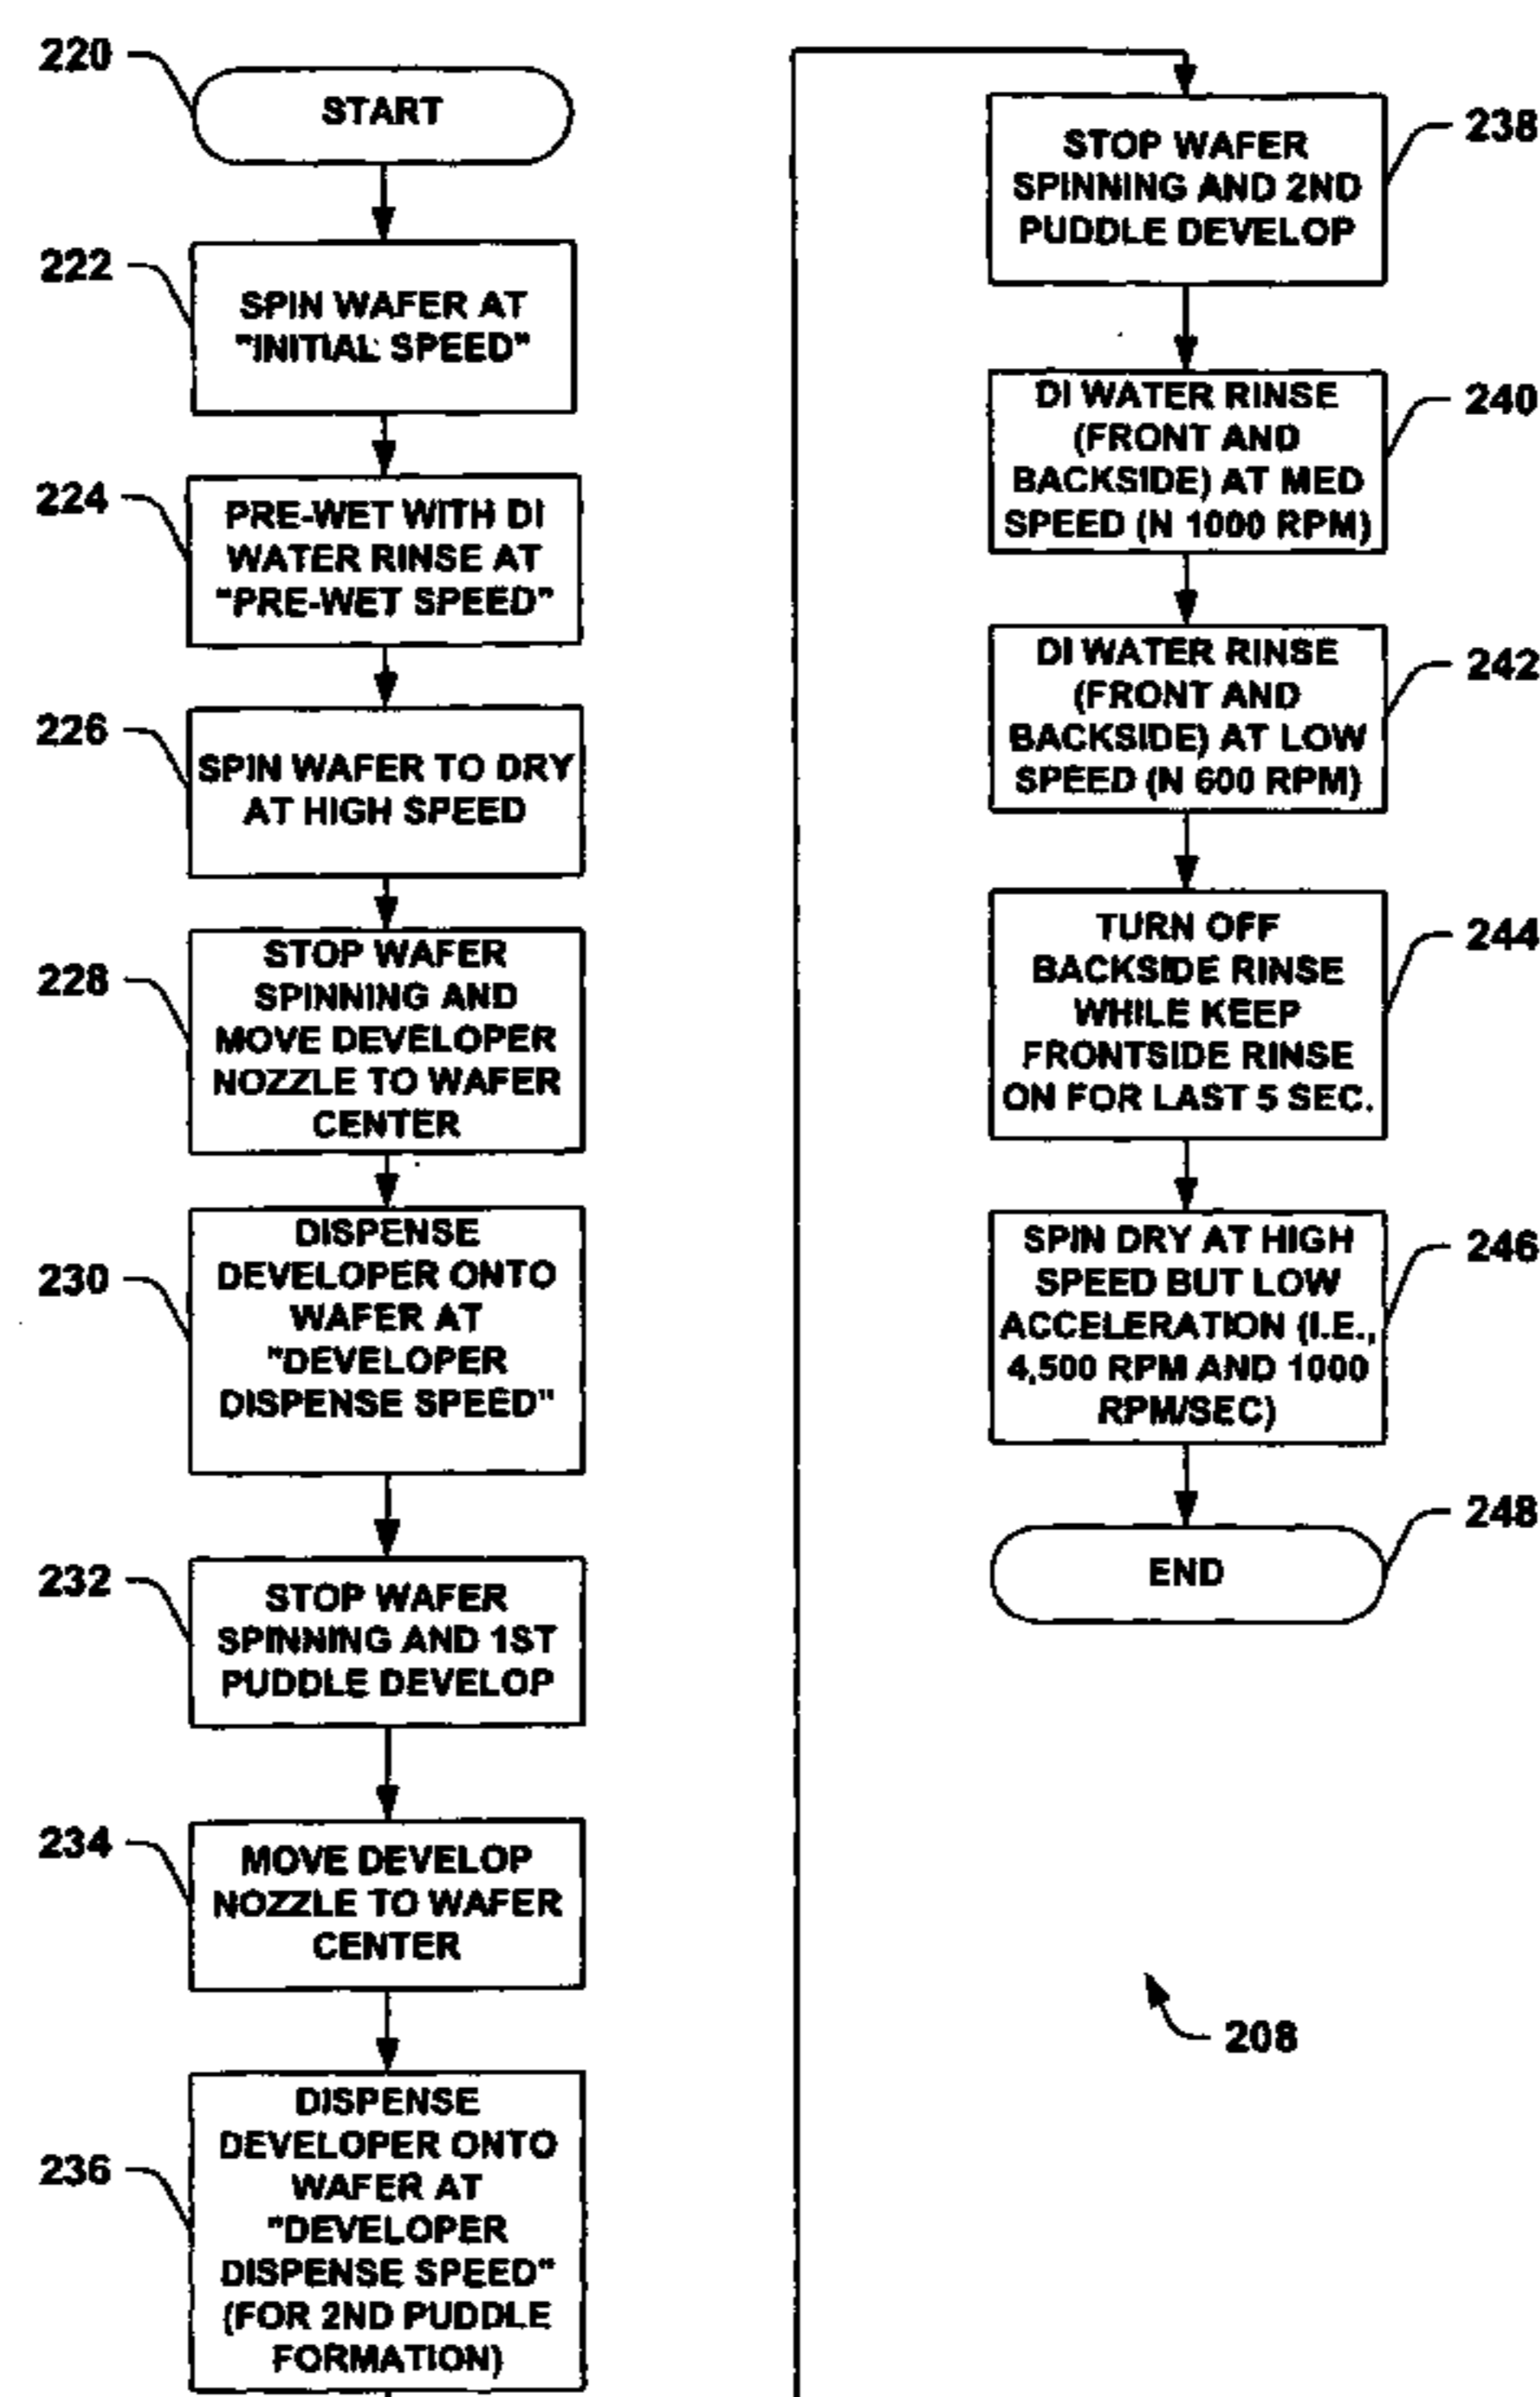 220
START
222
SPIN WAFER AT
"INITIAL SPEED"
224
PRE-WET WITH DI
WATER RINSE AT
"PRE-WET SPEED"
226
SPIN WAFER TO DRY
AT HIGH SPEED
228
STOP WAFER
SPINNING AND
MOVE DEVELOPER
NOZZLE TO WAFER
CENTER
230
DISPENSE
DEVELOPER ONTO
WAFER AT
"DEVELOPER
DISPENSE SPEED"
232
STOP WAFER
SPINNING AND 1ST
PUDDLE DEVELOP
234
MOVE DEVELOP
NOZZLE TO WAFER
CENTER
236
DISPENSE
DEVELOPER ONTO
WAFER AT
"DEVELOPER
DISPENSE SPEED"
(FOR 2ND PUDDLE
FORMATION)
238
STOP WAFER
SPINNING AND 2ND
PUDDLE DEVELOP
240
DI WATER RINSE
(FRONT AND
BACKSIDE) AT MED
SPEED (N 1000 RPM)
242
DI WATER RINSE
(FRONT AND
BACKSIDE) AT LOW
SPEED (N 600 RPM)
244
TURN OFF
BACKSIDE RINSE
WHILE KEEP
FRONTSIDE RINSE
ON FOR LAST 5 SEC.
246
SPIN DRY AT HIGH
SPEED BUT LOW
ACCELERATION (I.E.,
4,500 RPM AND 1000
RPM/SEC)
248
END
208